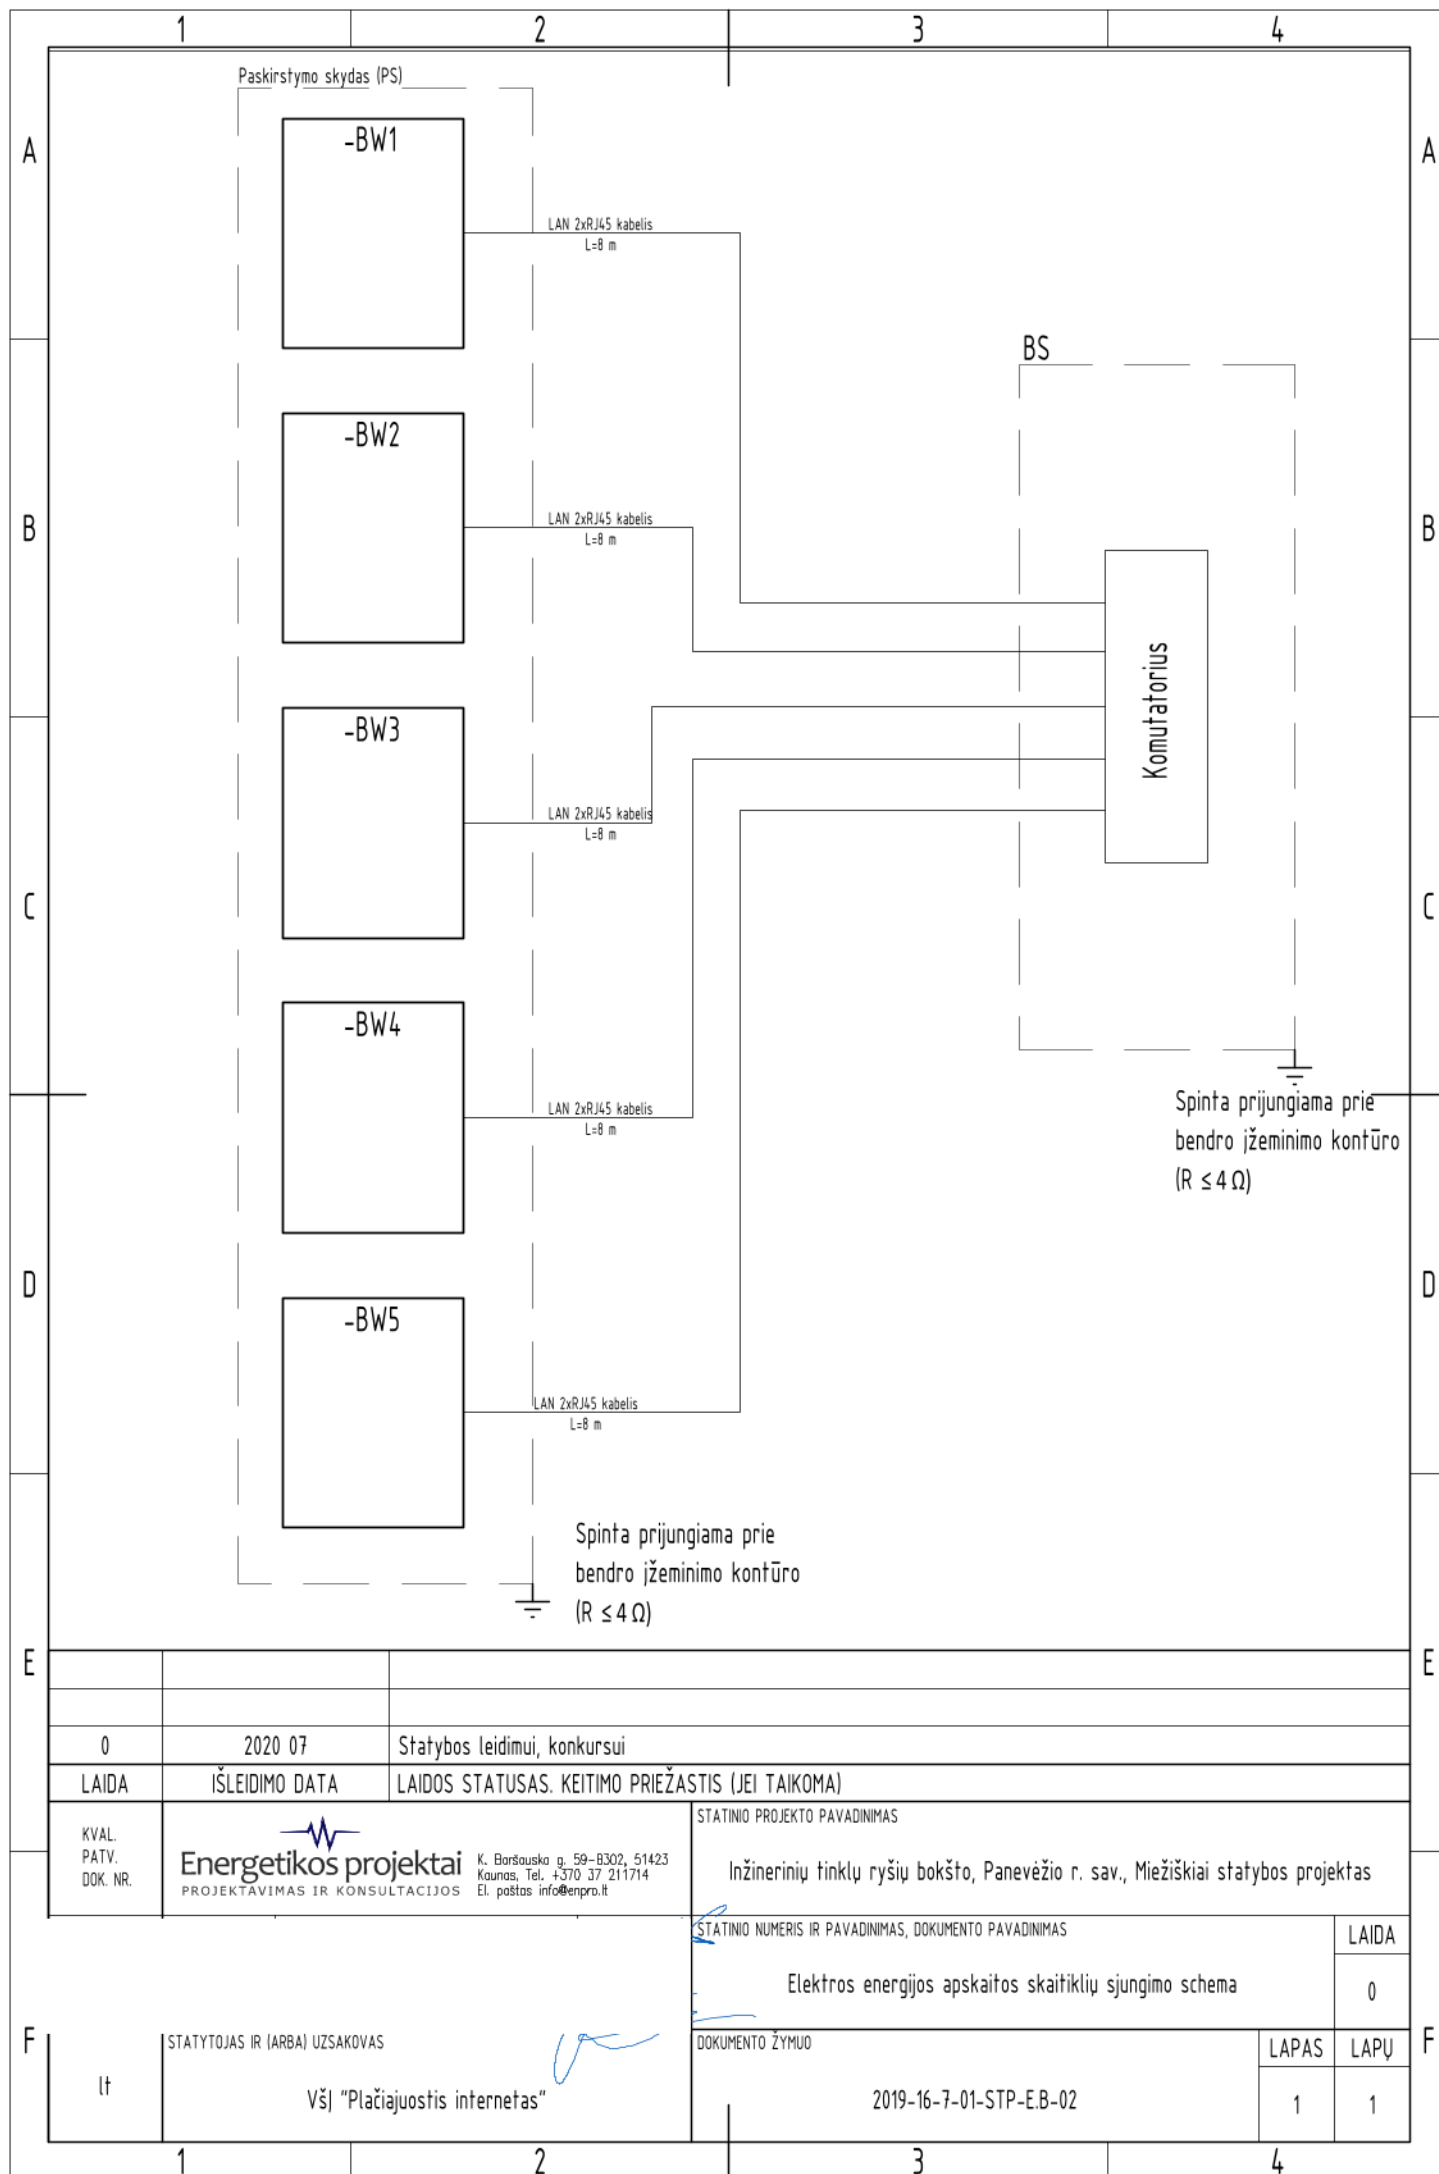 1 2 3 4
Paskirstymo skydas (PS)
A A
-BW1
LAN 2xRJ45 kabelis
L=8 m
BS
-BW2
B B
LAN 2xRJ45 kabelis
L=8 m
Komutatorius
-BW3
LAN 2xRJ45 kabelis
L=8 m
C C
-BW4
LAN 2xRJ45 kabelis
L=8 m
Spinta prijungiama prie
bendro įžeminimo kontūro
(R ≤ 4 Ω)
D D
-BW5
LAN 2xRJ45 kabelis
L=8 m
Spinta prijungiama prie
bendro įžeminimo kontūro
(R ≤ 4 Ω)
E E
0 2020 07 Statybos leidimui, konkursui
LAIDA IŠLEIDIMO DATA LAIDOS STATUSAS. KEITIMO PRIEŽASTIS (JEI TAIKOMA)
KVAL.
PATV.
DOK. NR.
Energetikos projektai
PROJEKTAVIMAS IR KONSULTACIJOS
K. Baršausko g. 59-B302, 51423
Kaunas, Tel. +370 37 211714
El. paštas info@enpro.lt
STATINIO PROJEKTO PAVADINIMAS
Inžinerinių tinklų ryšių bokšto, Panevėžio r. sav., Miežiškiai statybos projektas
STATINIO NUMERIS IR PAVADINIMAS, DOKUMENTO PAVADINIMAS
LAIDA
Elektros energijos apskaitos skaitiklių sjungimo schema
0
F F
lt
STATYTOJAS IR (ARBA) UZSAKOVAS
VšĮ "Plačiajuostis internetas"
DOKUMENTO ŽYMUO
2019-16-7-01-STP-E.B-02
LAPAS LAPŲ
1 1
1 2 3 4